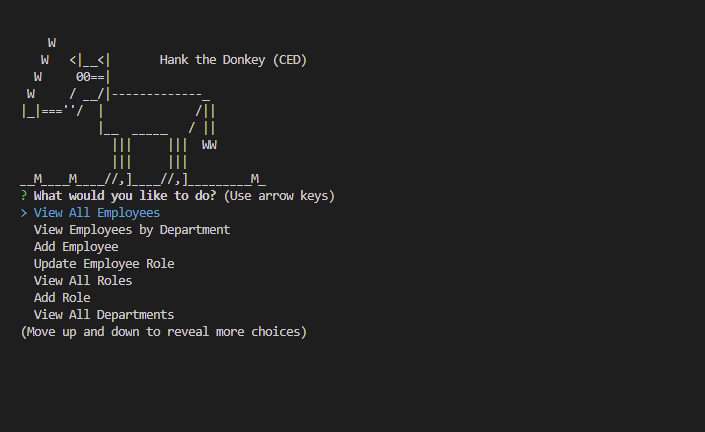 W
   W   <|__<|       Hank the Donkey (CED)
  W     00==|
 W     / __/|-------------_
|_|===''/  |             /||
           |__  _____   / ||
             |||     |||  WW
             |||     |||
__M____M____//,]____//,]_________M_
? What would you like to do? (Use arrow keys)
> View All Employees
  View Employees by Department
  Add Employee
  Update Employee Role
  View All Roles
  Add Role
  View All Departments
(Move up and down to reveal more choices)